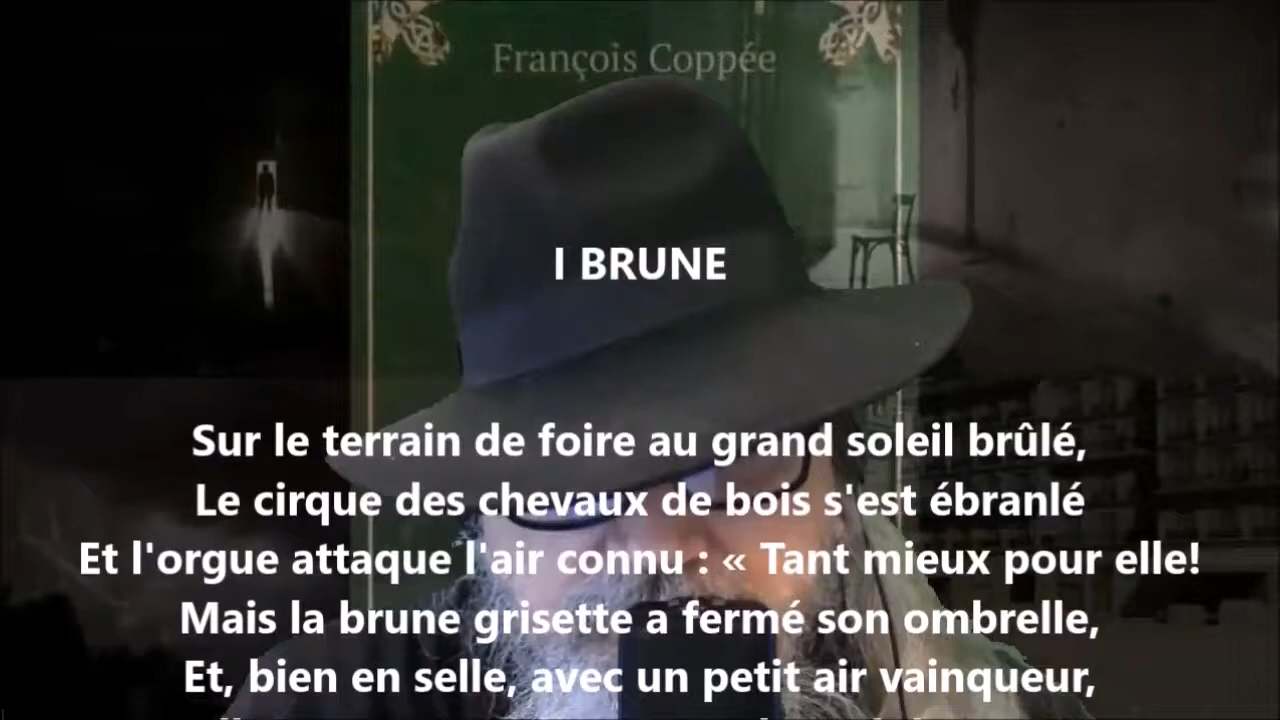 François Coppée
I BRUNE
Sur le terrain de foire au grand soleil brûlé,
Le cirque des chevaux de bois s'est ébranlé
Et l'orgue attaque l'air connu : « Tant mieux pour elle!
Mais la brune grisette a fermé son ombrelle,
Et, bien en selle, avec un petit air vainqueur,